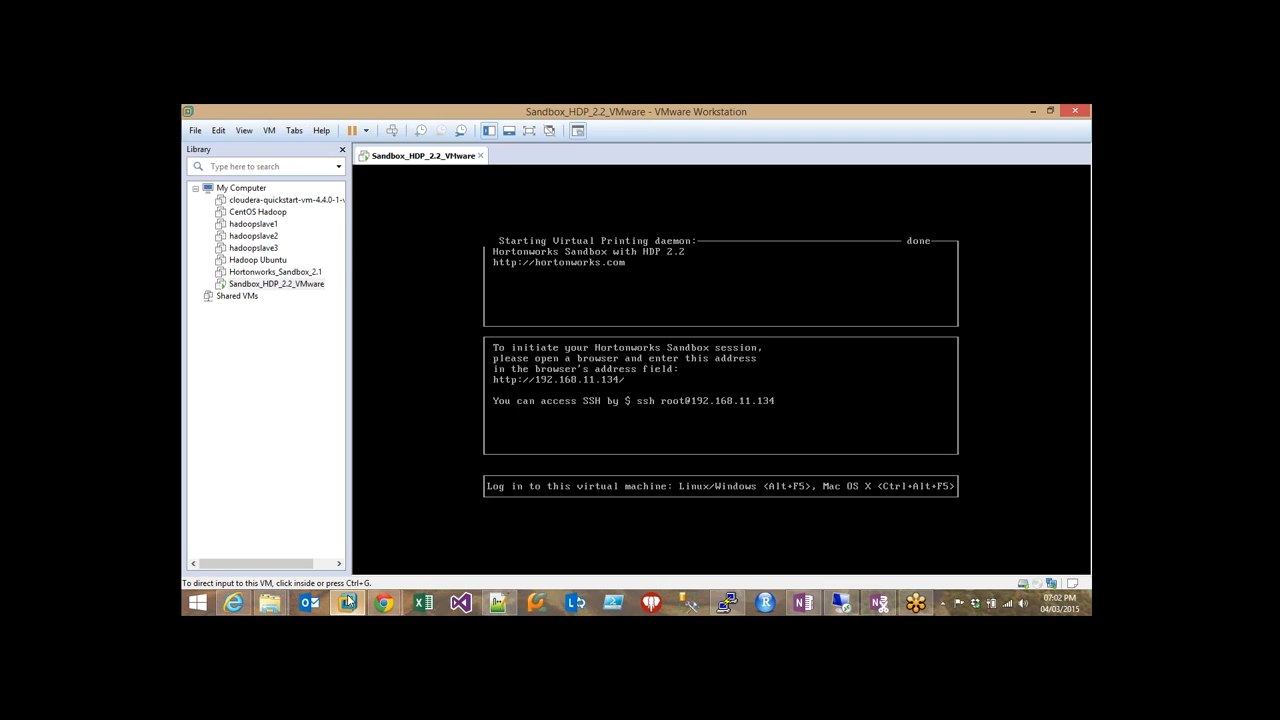 Sandbox_HDP_2.2_VMware - VMware Workstation
File Edit View VM Tabs Help
Library
Sandbox_HDP_2.2_VMware
Type here to search
My Computer
cloudera-quickstart-vm-4.4.0-1-v
CentOS Hadoop
hadoopslave1
hadoopslave2
hadoopslave3
Hadoop Ubuntu
Hortonworks_Sandbox_2.1
Sandbox_HDP_2.2_VMware
Shared VMs
Starting Virtual Printing daemon: done
Hortonworks Sandbox with HDP 2.2
http://hortonworks.com
To initiate your Hortonworks Sandbox session,
please open a browser and enter this address
in the browser's address field:
http://192.168.11.134/
You can access SSH by $ ssh root@192.168.11.134
Log in to this virtual machine: Linux/Windows <Alt+F5>, Mac OS X <Ctrl+Alt+F5>
To direct input to this VM, click inside or press Ctrl+G.
07:02 PM
04/03/2015